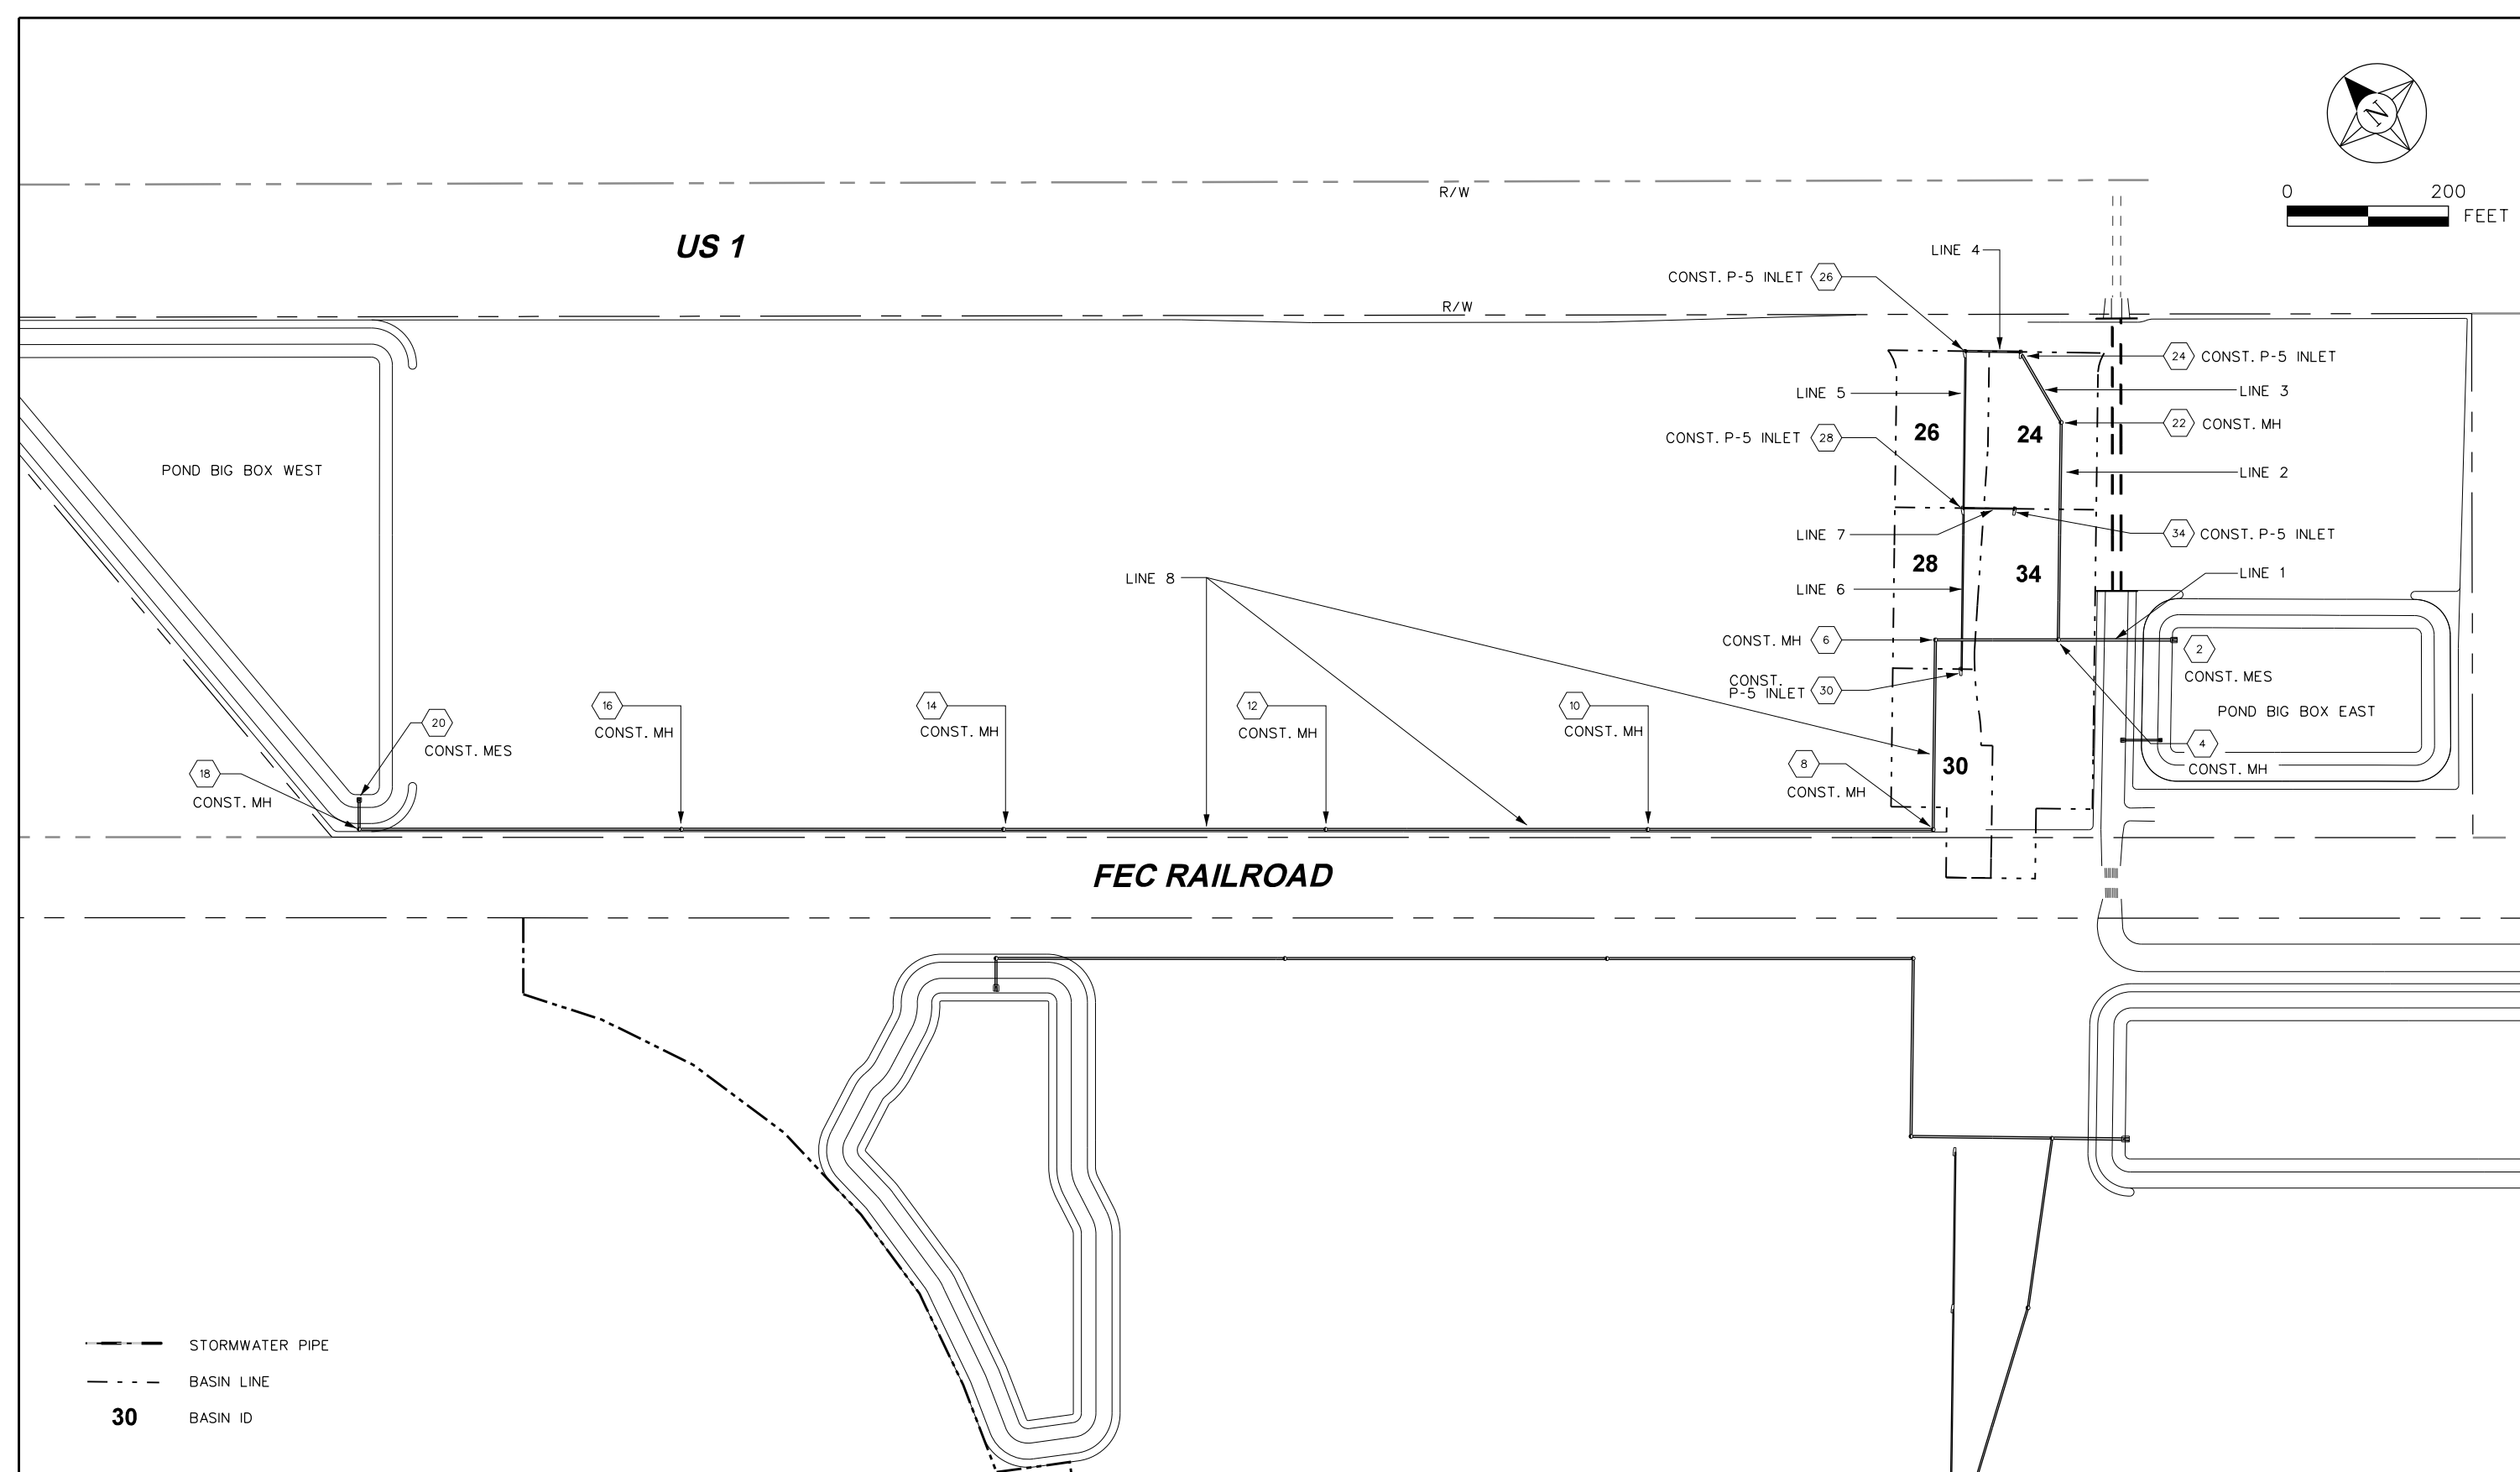 N
0 200
FEET
R/W
US 1
LINE 4
CONST. P-5 INLET 26
R/W
24 CONST. P-5 INLET
LINE 5
LINE 3
26
24
22 CONST. MH
CONST. P-5 INLET 28
POND BIG BOX WEST
LINE 2
LINE 7
34 CONST. P-5 INLET
28
34
LINE 8
LINE 1
LINE 6
CONST. MH 6
2
CONST. MES
CONST.
P-5 INLET 30
POND BIG BOX EAST
20
CONST. MES
16
CONST. MH
14
CONST. MH
12
CONST. MH
10
CONST. MH
4
CONST. MH
18
CONST. MH
8
CONST. MH
30
FEC RAILROAD
STORMWATER PIPE
BASIN LINE
30 BASIN ID